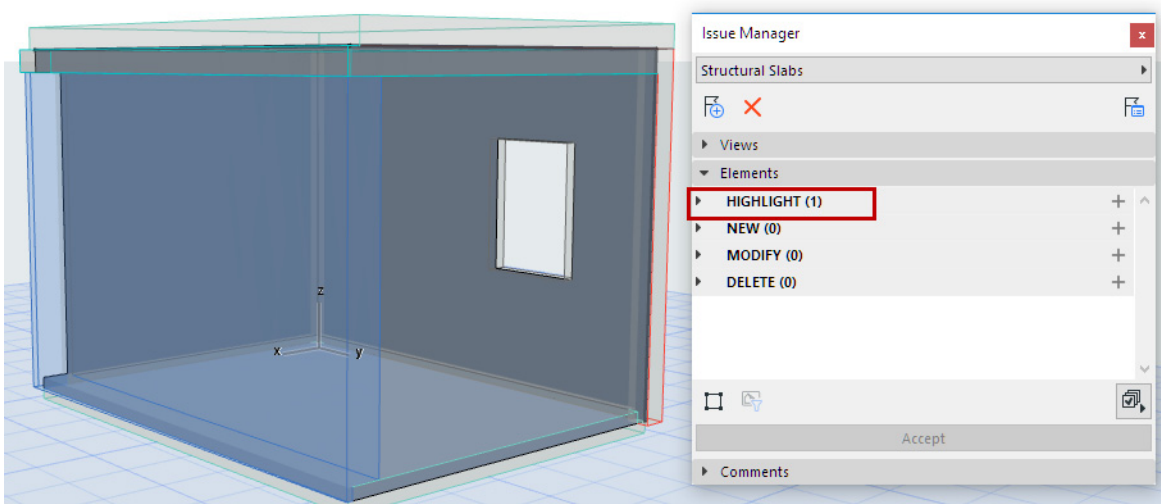 z
x
y
Issue Manager
x
Structural Slabs
Views
Elements
HIGHLIGHT (1)
NEW (0)
MODIFY (0)
DELETE (0)
Accept
Comments